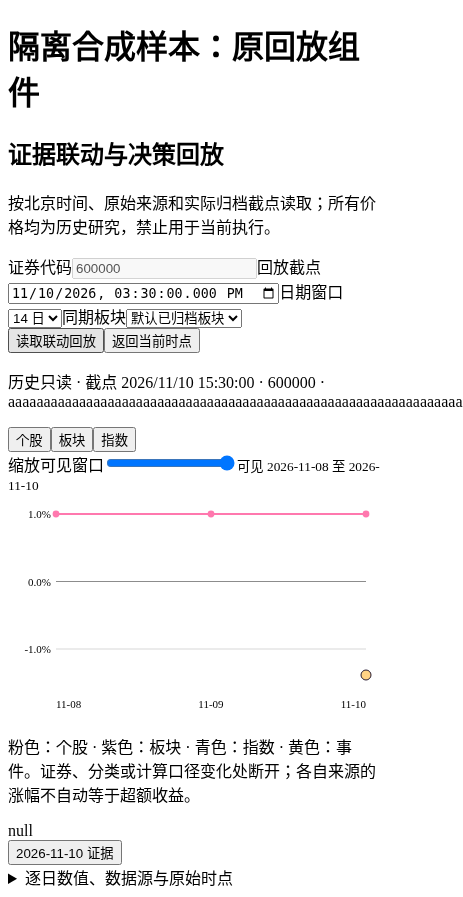 隔离合成样本：原回放组
件
证据联动与决策回放
按北京时间、原始来源和实际归档截点读取；所有价
格均为历史研究，禁止用于当前执行。
证券代码 600000 回放截点
11/10/2026, 03:30:00.000 PM 日期窗口
14 日 同期板块 默认已归档板块
读取联动回放 返回当前时点
历史只读 · 截点 2026/11/10 15:30:00 · 600000 ·
aaaaaaaaaaaaaaaaaaaaaaaaaaaaaaaaaaaaaaaaaaaaaaaaaaaaaaaaaaaaaaaa
个股 板块 指数
缩放可见窗口 可见 2026-11-08 至 2026-
11-10
1.0%
0.0%
-1.0%
11-08 11-09 11-10
粉色：个股 · 紫色：板块 · 青色：指数 · 黄色：事
件。证券、分类或计算口径变化处断开；各自来源的
涨幅不自动等于超额收益。
null
2026-11-10 证据
逐日数值、数据源与原始时点